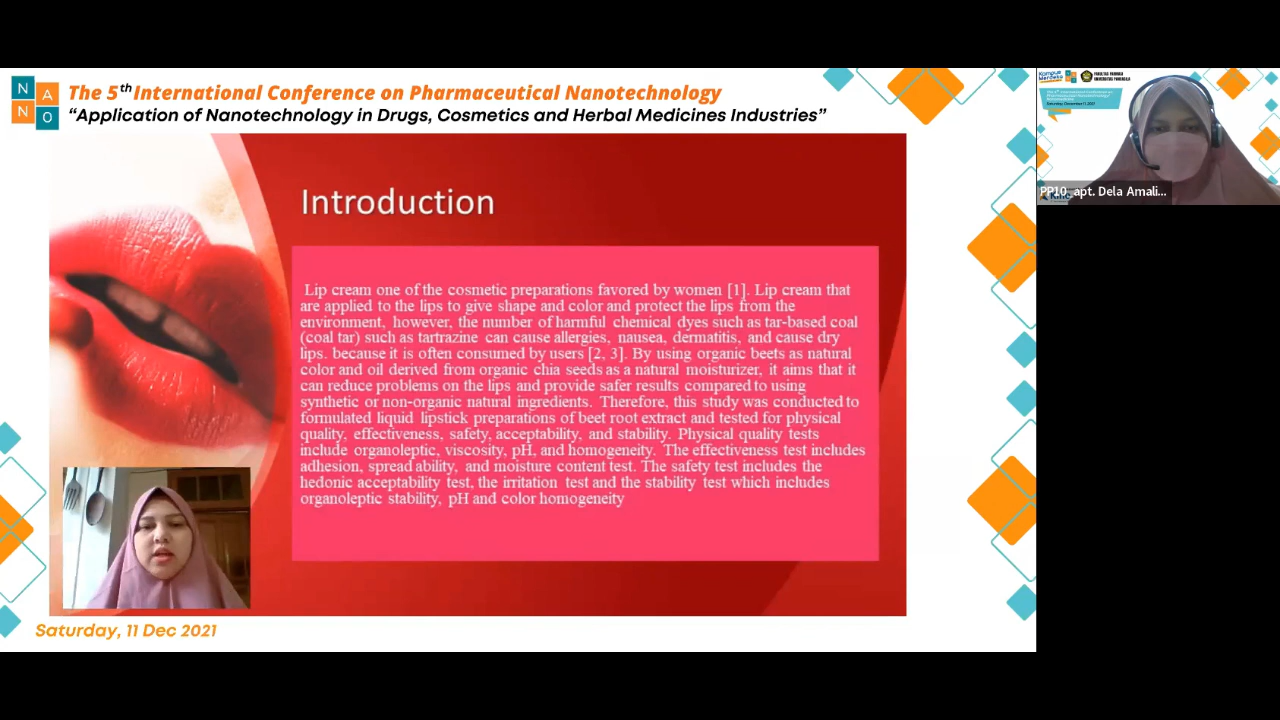 N
A
N
O
The 5th International Conference on Pharmaceutical Nanotechnology
“Application of Nanotechnology in Drugs, Cosmetics and Herbal Medicines Industries”
Introduction
Lip cream one of the cosmetic preparations favored by women [1]. Lip cream that
are applied to the lips to give shape and color and protect the lips from the
environment, however, the number of harmful chemical dyes such as tar-based coal
(coal tar) such as tartrazine can cause allergies, nausea, dermatitis, and cause dry
lips. because it is often consumed by users [2, 3]. By using organic beets as natural
color and oil derived from organic chia seeds as a natural moisturizer, it aims that it
can reduce problems on the lips and provide safer results compared to using
synthetic or non-organic natural ingredients. Therefore, this study was conducted to
formulated liquid lipstick preparations of beet root extract and tested for physical
quality, effectiveness, safety, acceptability, and stability. Physical quality tests
include organoleptic, viscosity, pH, and homogeneity. The effectiveness test includes
adhesion, spread ability, and moisture content test. The safety test includes the
hedonic acceptability test, the irritation test and the stability test which includes
organoleptic stability, pH and color homogeneity
Saturday, 11 Dec 2021
PP10_apt. Dela Amali...